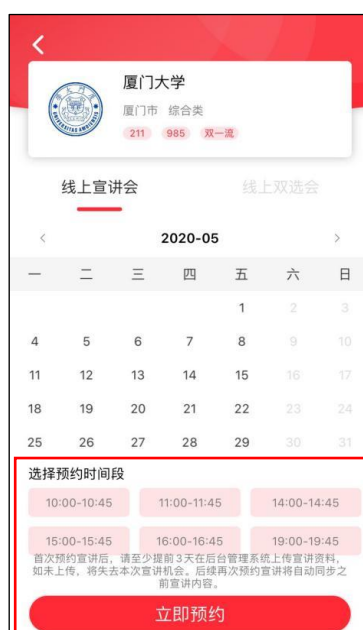 厦门大学
厦门市 综合类
211 985 双一流
线上宣讲会 线上双选会
< 2020-05 >
一 二 三 四 五 六 日
1 2 3
4 5 6 7 8 9 10
11 12 13 14 15 16 17
18 19 20 21 22 23 24
25 26 27 28 29 30 31
选择预约时间段
10:00-10:45 11:00-11:45 14:00-14:45
15:00-15:45 16:00-16:45 19:00-19:45
首次预约宣讲后，请至少提前3天在后台管理系统上传宣讲资料，
如未上传，将失去本次宣讲机会。后续再次预约宣讲将自动同步之
前宣讲内容。
立即预约